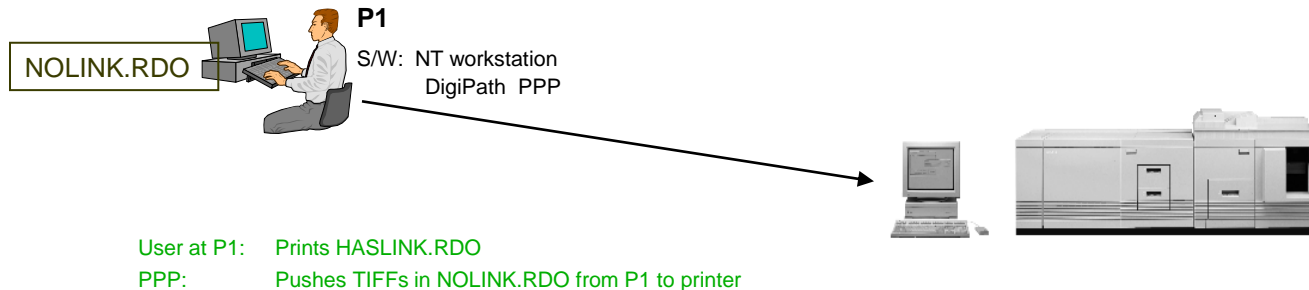 P1
NOLINK.RDO
S/W: NT workstation
DigiPath PPP
User at P1: Prints HASLINK.RDO
PPP: Pushes TIFFs in NOLINK.RDO from P1 to printer